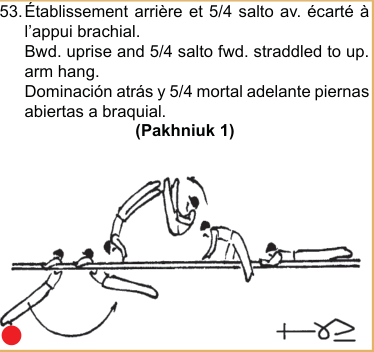 53. Établissement arrière et 5/4 salto av. écarté à
l'appui brachial.
Bwd. uprise and 5/4 salto fwd. straddled to up.
arm hang.
Dominación atrás y 5/4 mortal adelante piernas
abiertas a braquial.
(Pakhniuk 1)